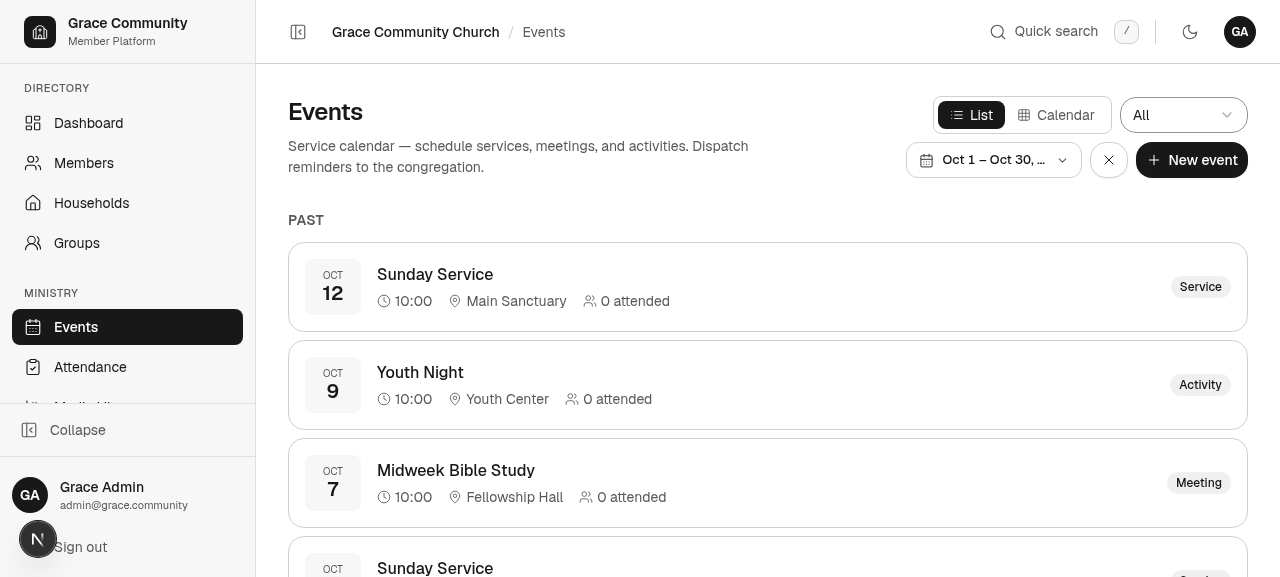 Grace Community
Member Platform
DIRECTORY
Dashboard
Members
Households
Groups
MINISTRY
Events
Attendance
Collapse
GA
Grace Admin
admin@grace.community
N
Sign out
Grace Community Church / Events
Quick search /
GA
Events
Service calendar — schedule services, meetings, and activities. Dispatch
reminders to the congregation.
List
Calendar
All
Oct 1 – Oct 30, ...
New event
PAST
OCT
12
Sunday Service
10:00 Main Sanctuary 0 attended
Service
OCT
9
Youth Night
10:00 Youth Center 0 attended
Activity
OCT
7
Midweek Bible Study
10:00 Fellowship Hall 0 attended
Meeting
OCT
Sunday Service